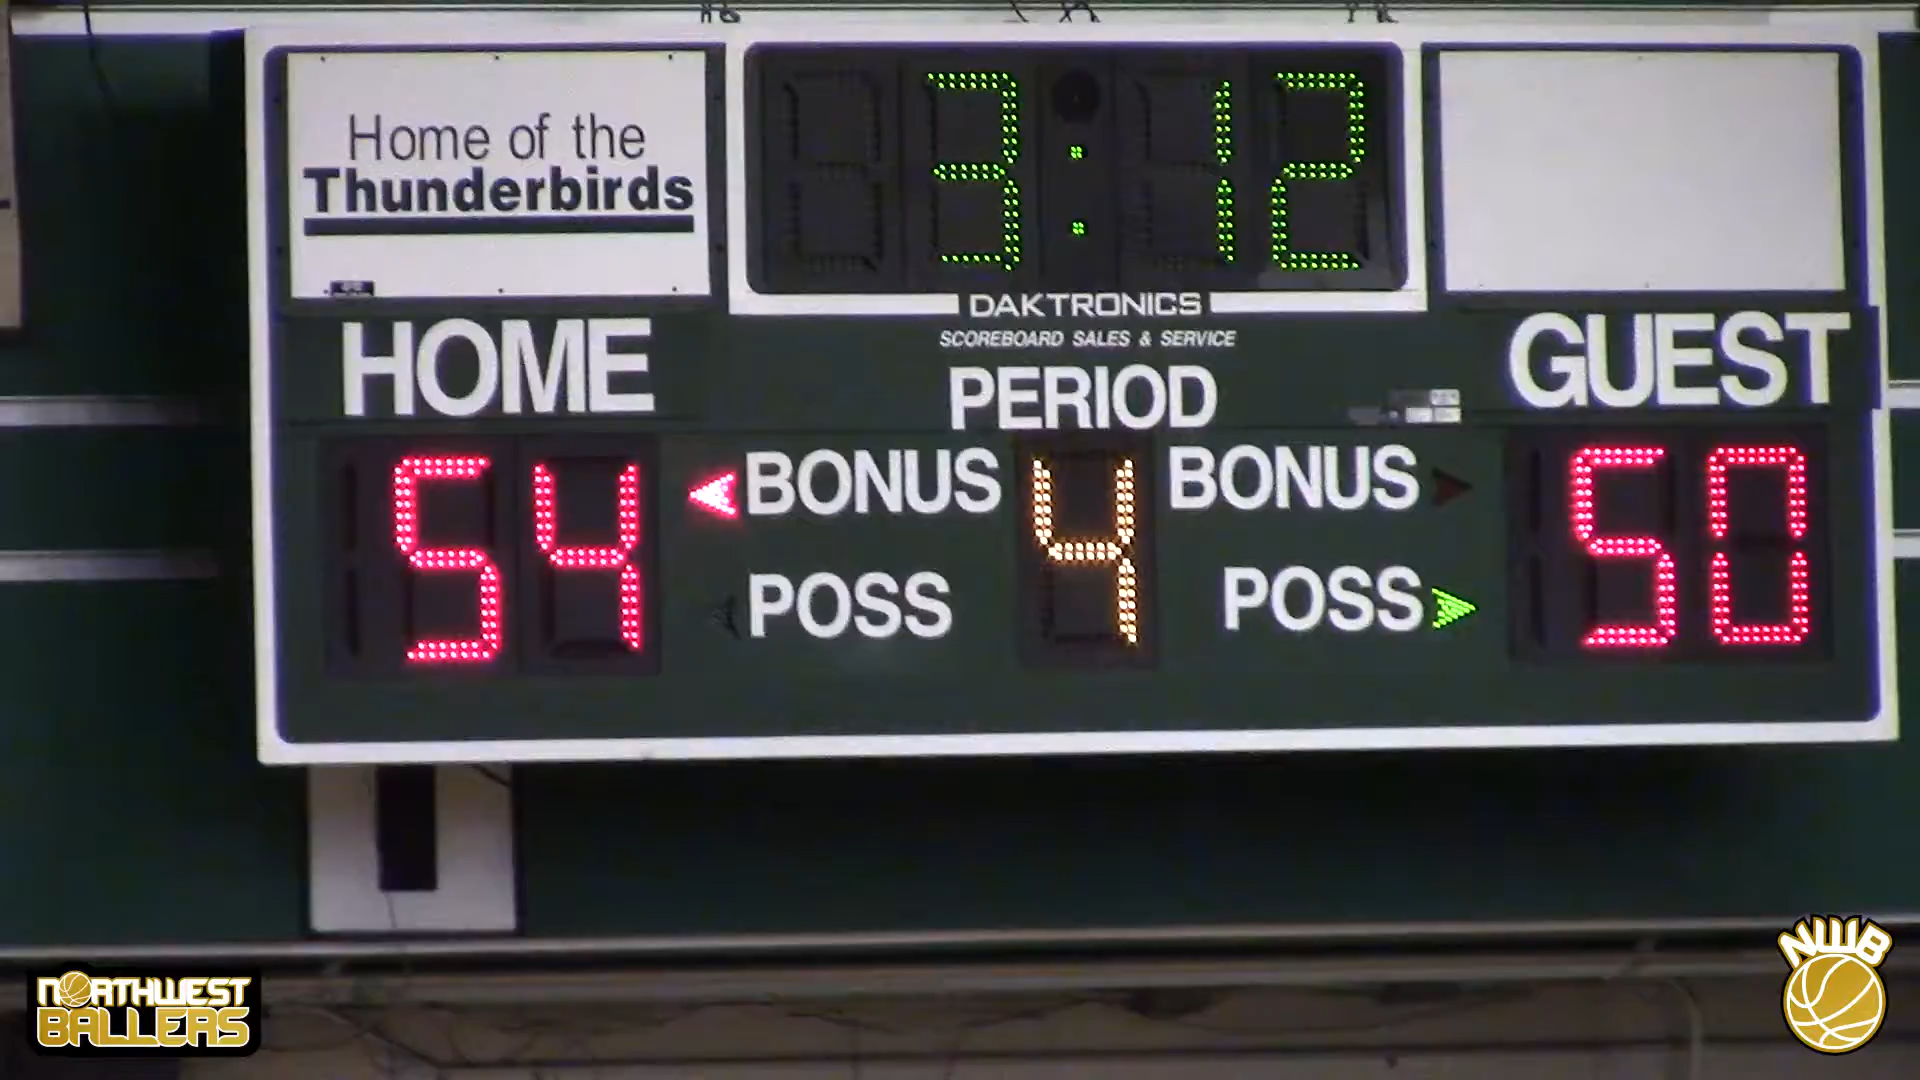 Home of the
Thunderbirds
3:12
DAKTRONICS
SCOREBOARD SALES & SERVICE
HOME
PERIOD
GUEST
54
BONUS
4
BONUS
50
POSS
POSS
NORTHWEST
BALLERS
NWB